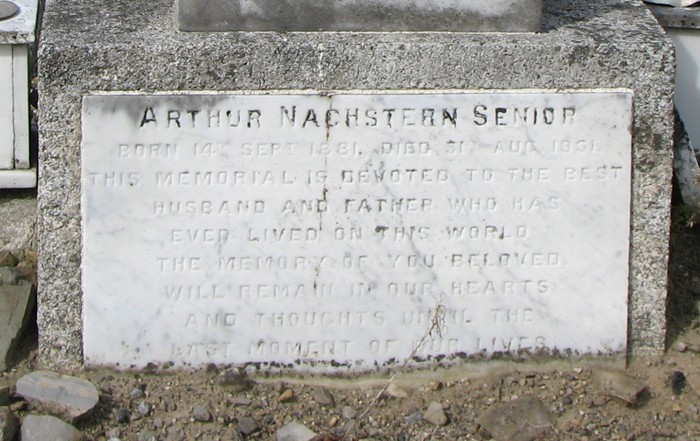 ARTHUR NACHSTERN SENIOR
BORN 14TH SEPT 1881. DIED 31ST AUG 1951.
THIS MEMORIAL IS DEVOTED TO THE BEST
HUSBAND AND FATHER WHO HAS
EVER LIVED ON THIS WORLD.
THE MEMORY OF YOU BELOVED,
WILL REMAIN IN OUR HEARTS
AND THOUGHTS UNTIL THE
LAST MOMENT OF OUR LIVES.